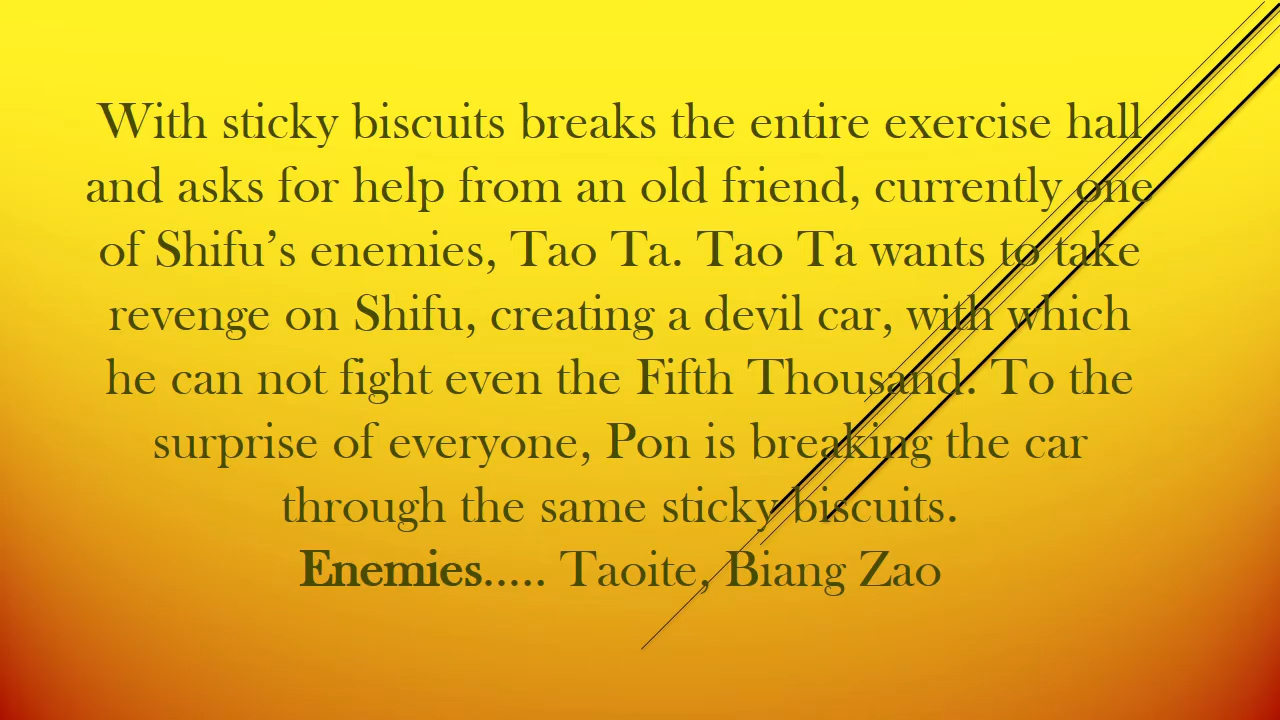 With sticky biscuits breaks the entire exercise hall
and asks for help from an old friend, currently one
of Shifu’s enemies, Tao Ta. Tao Ta wants to take
revenge on Shifu, creating a devil car, with which
he can not fight even the Fifth Thousand. To the
surprise of everyone, Pon is breaking the car
through the same sticky biscuits.
Enemies..... Taoite, Biang Zao